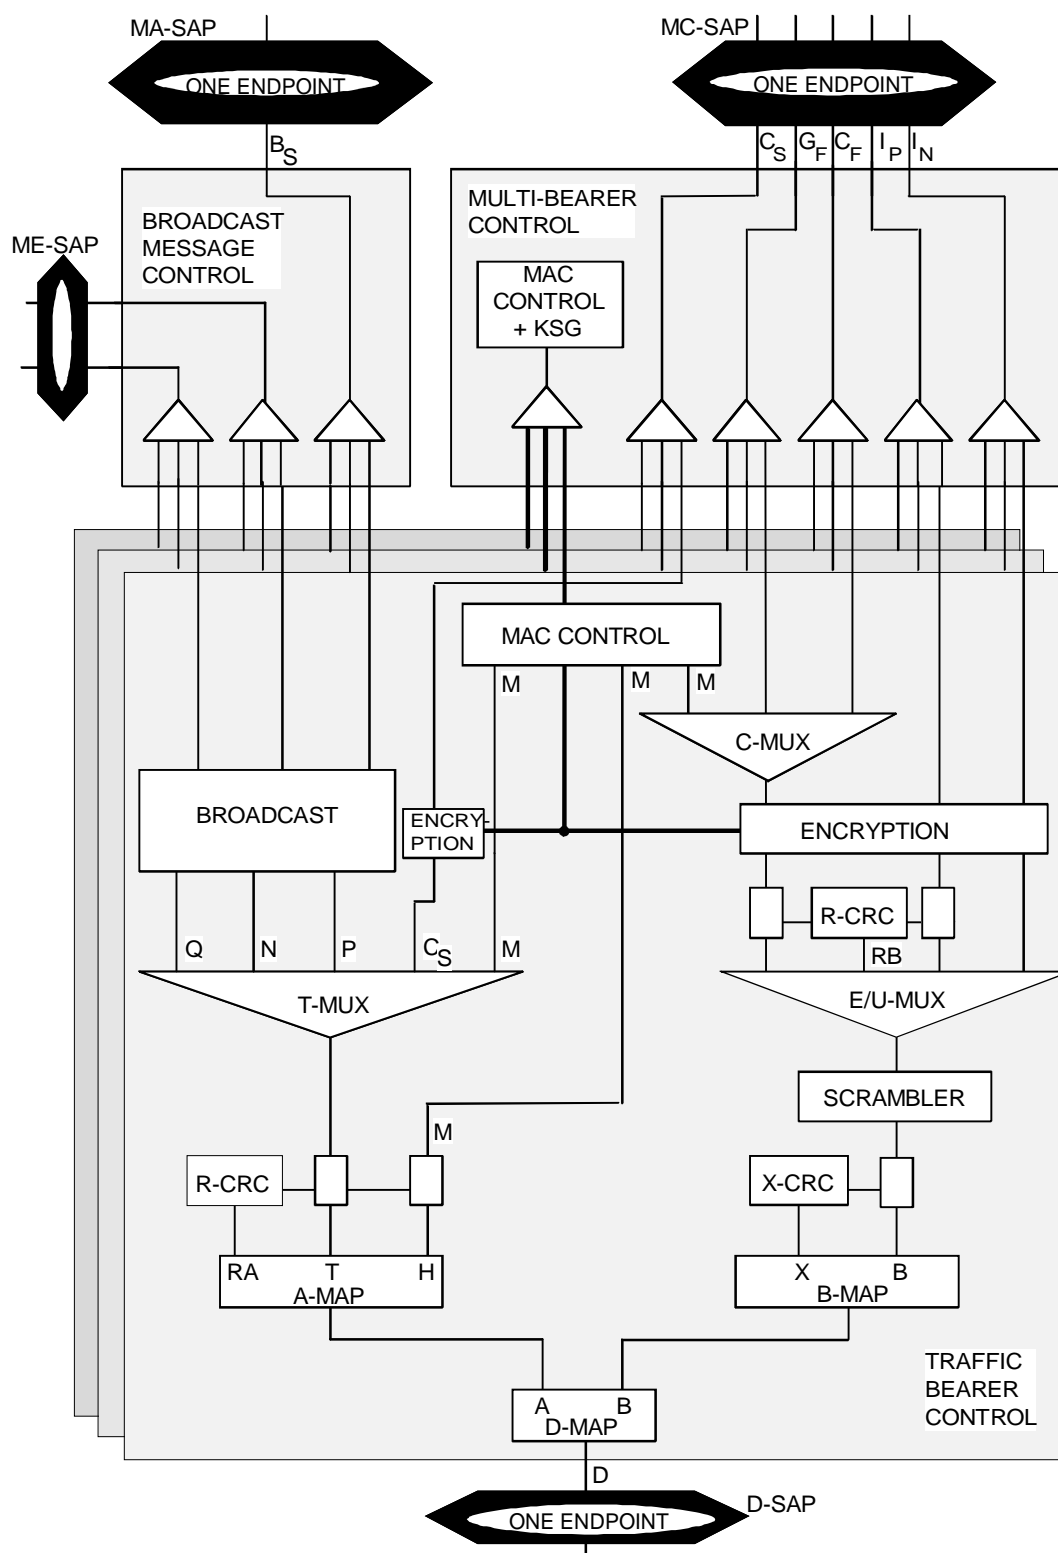 MA-SAP
MC-SAP
ONE ENDPOINT
ONE ENDPOINT
BS
CS GF CF IP IN
BROADCAST
MESSAGE
CONTROL
ME-SAP
MULTI-BEARER
CONTROL
MAC
CONTROL
+ KSG
MAC CONTROL
M
M
M
C-MUX
BROADCAST
ENCRY-
PTION
ENCRYPTION
R-CRC
Q
N
P
CS
M
RB
T-MUX
E/U-MUX
SCRAMBLER
M
R-CRC
X-CRC
RA T H
A-MAP
X B
B-MAP
TRAFFIC
BEARER
CONTROL
A B
D-MAP
D
D-SAP
ONE ENDPOINT